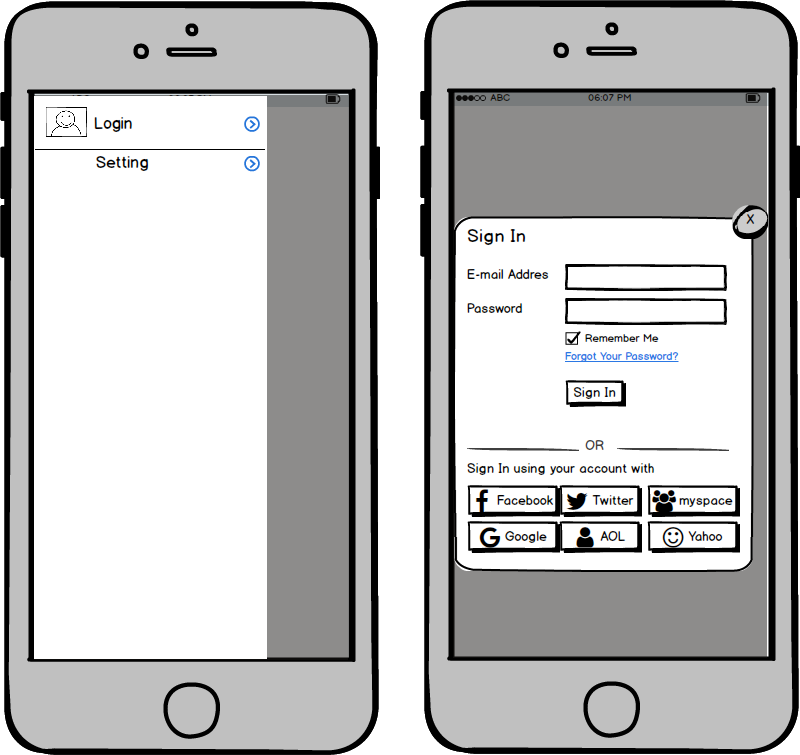 Login
Setting
ABC 06:07 PM
X
Sign In
E-mail Addres
Password
Remember Me
Forgot Your Password?
Sign In
OR
Sign In using your account with
Facebook Twitter myspace
Google AOL Yahoo